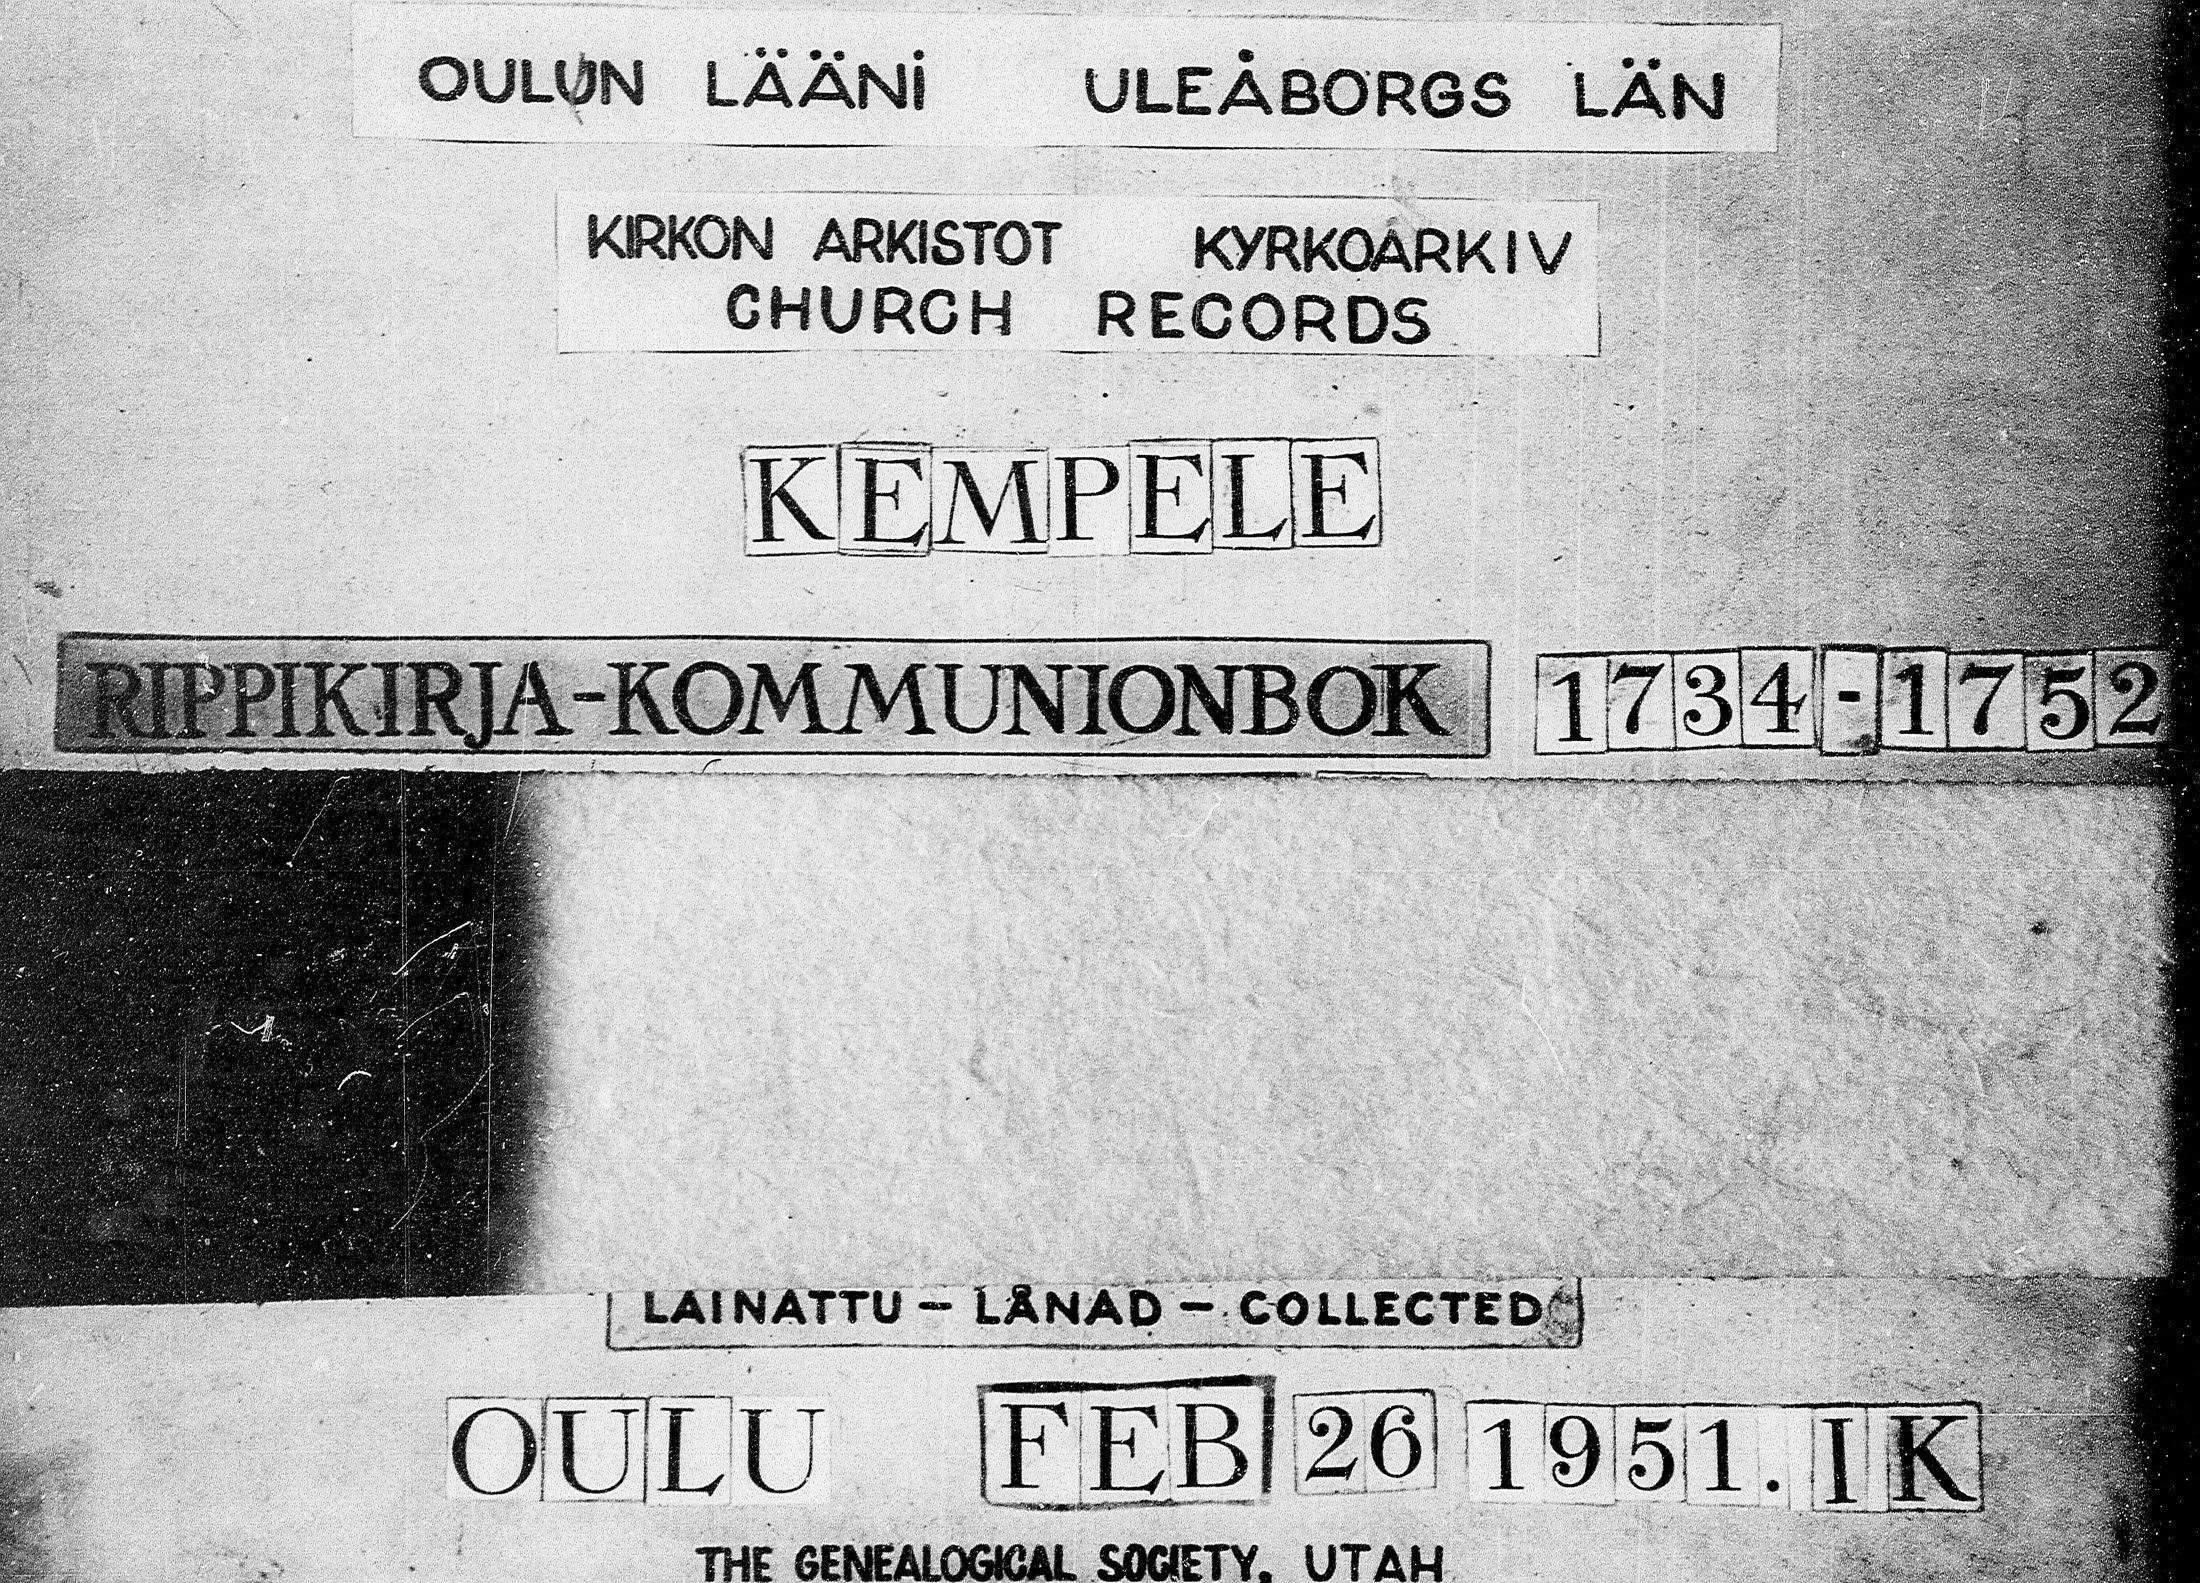 OULUN LÄÄNI ULEÅBORGS LÄN
KIRKON ARKISTOT KYRKOARKIV
CHURCH RECORDS
KEMPELE
RIPPIKIRJA-KOMMUNIONBOK 1734-1752
LAINATTU - LÅNAD - COLLECTED
OULU FEB 26 1951. IK
THE GENEALOGICAL SOCIETY, UTAH